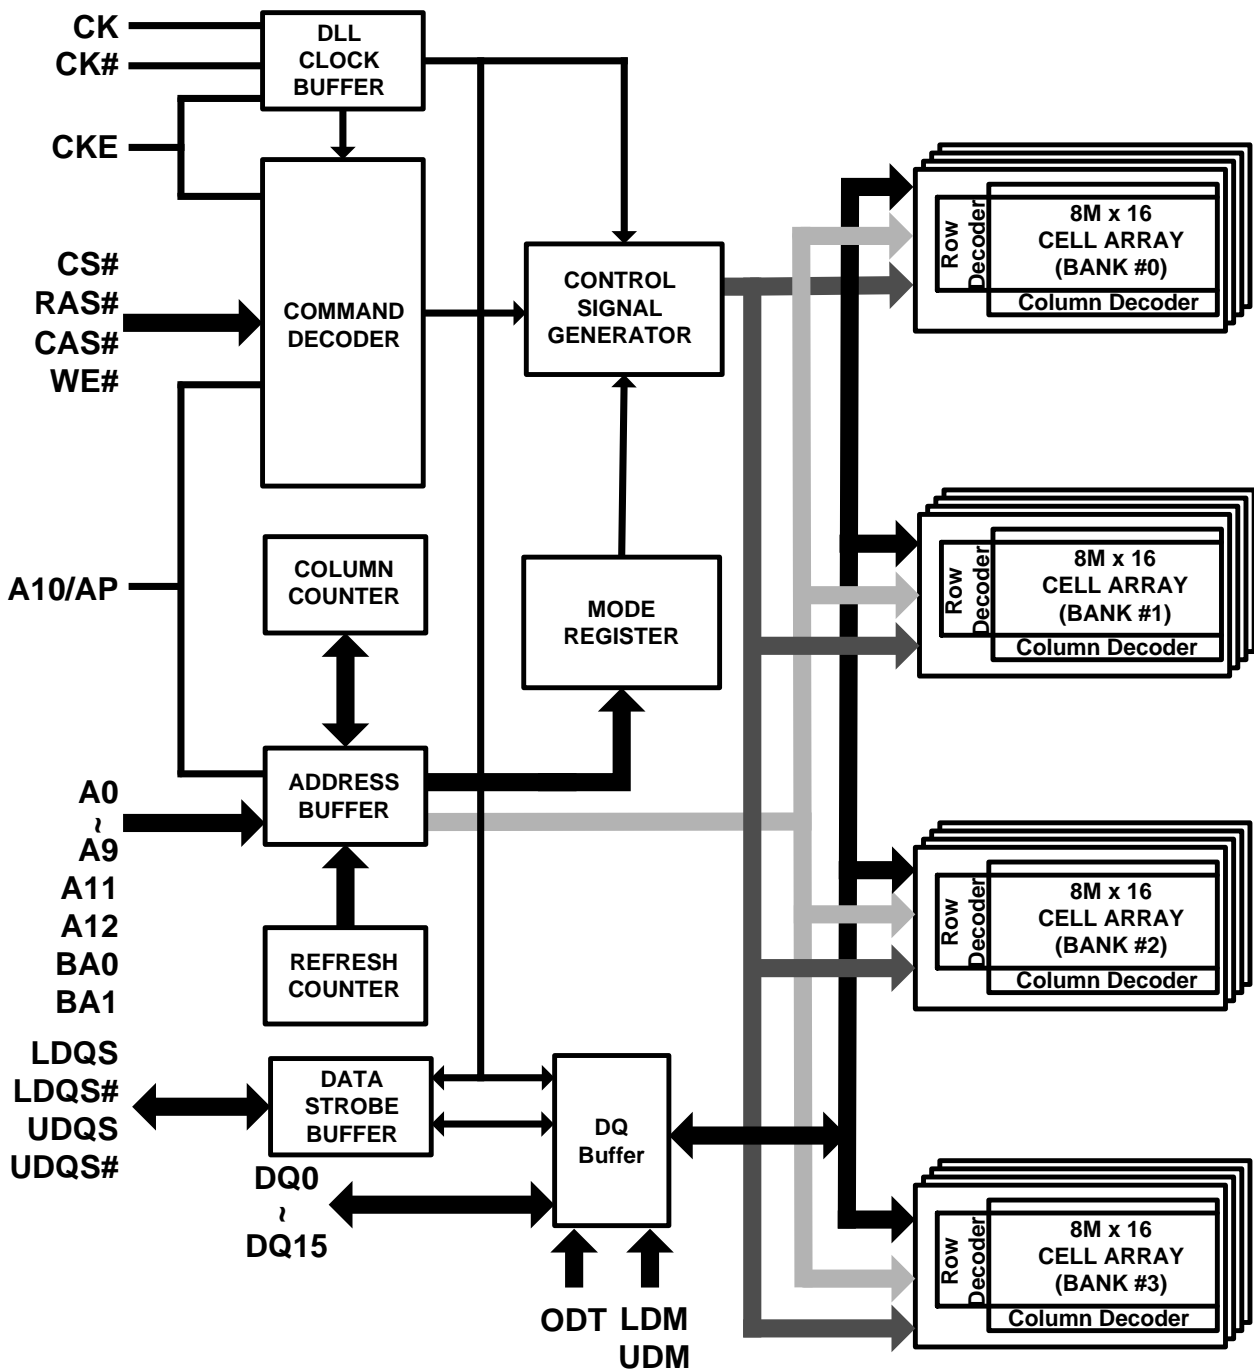 CK
CK#
CKE
DLL
CLOCK
BUFFER
CS#
RAS#
CAS#
WE#
COMMAND
DECODER
CONTROL
SIGNAL
GENERATOR
A10/AP
COLUMN
COUNTER
MODE
REGISTER
A0
~
A9
A11
A12
BA0
BA1
ADDRESS
BUFFER
REFRESH
COUNTER
LDQS
LDQS#
UDQS
UDQS#
DATA
STROBE
BUFFER
DQ
Buffer
DQ0
~
DQ15
ODT
LDM
UDM
Row
Decoder
8M x 16
CELL ARRAY
(BANK #0)
Column Decoder
Row
Decoder
8M x 16
CELL ARRAY
(BANK #1)
Column Decoder
Row
Decoder
8M x 16
CELL ARRAY
(BANK #2)
Column Decoder
Row
Decoder
8M x 16
CELL ARRAY
(BANK #3)
Column Decoder